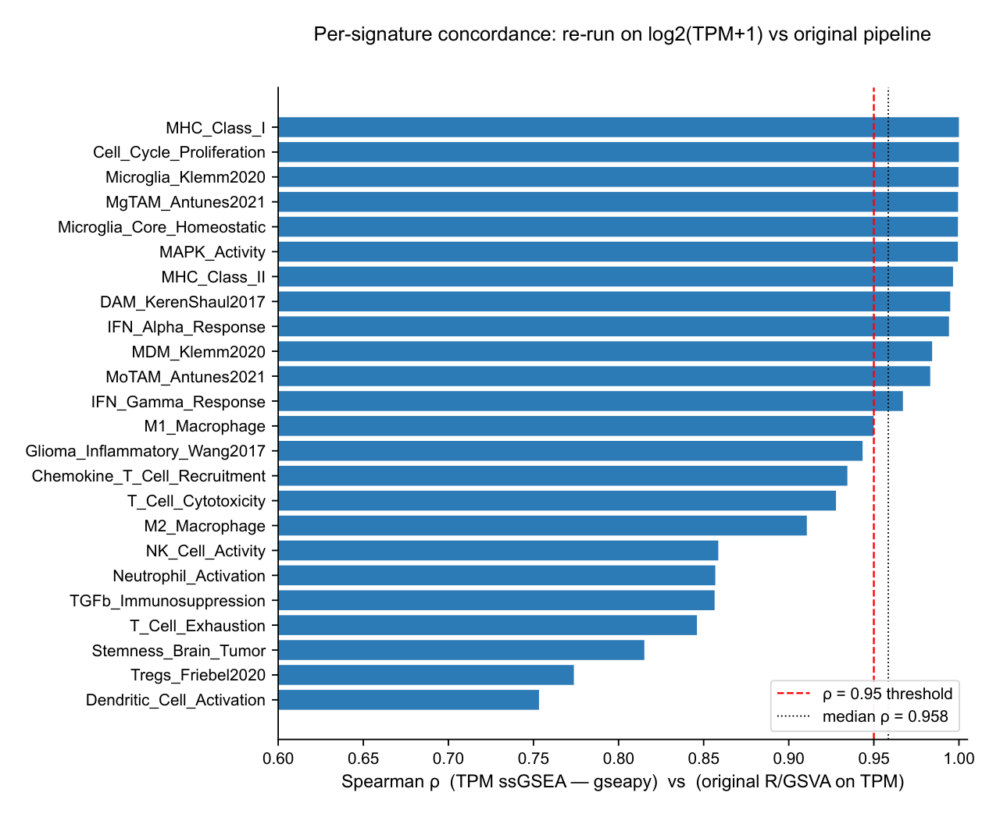 Per-signature concordance: re-run on log2(TPM+1) vs original pipeline
MHC_Class_I
Cell_Cycle_Proliferation
Microglia_Klemm2020
MgTAM_Antunes2021
Microglia_Core_Homeostatic
MAPK_Activity
MHC_Class_II
DAM_KerenShaul2017
IFN_Alpha_Response
MDM_Klemm2020
MoTAM_Antunes2021
IFN_Gamma_Response
M1_Macrophage
Glioma_Inflammatory_Wang2017
Chemokine_T_Cell_Recruitment
T_Cell_Cytotoxicity
M2_Macrophage
NK_Cell_Activity
Neutrophil_Activation
TGFb_Immunosuppression
T_Cell_Exhaustion
Stemness_Brain_Tumor
Tregs_Friebel2020
Dendritic_Cell_Activation
ρ = 0.95 threshold
median ρ = 0.958
0.60 0.65 0.70 0.75 0.80 0.85 0.90 0.95 1.00
Spearman ρ  (TPM ssGSEA — gseapy)  vs  (original R/GSVA on TPM)